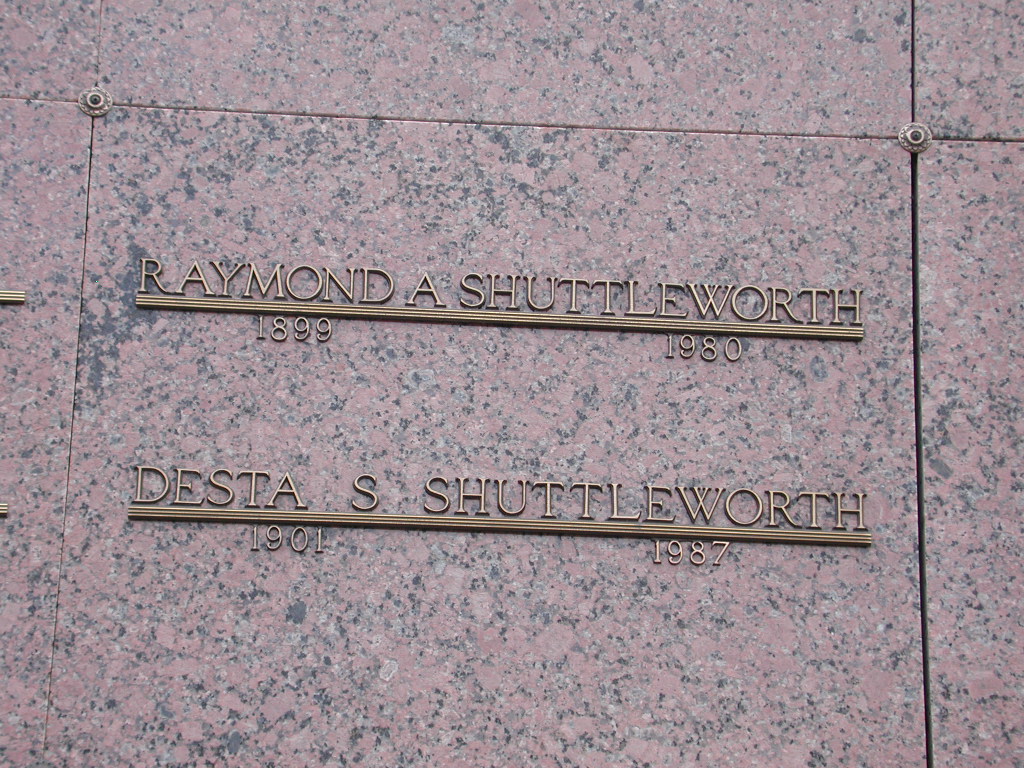 RAYMOND A SHUTTLEWORTH
1899 1980
DESTA S SHUTTLEWORTH
1901 1987